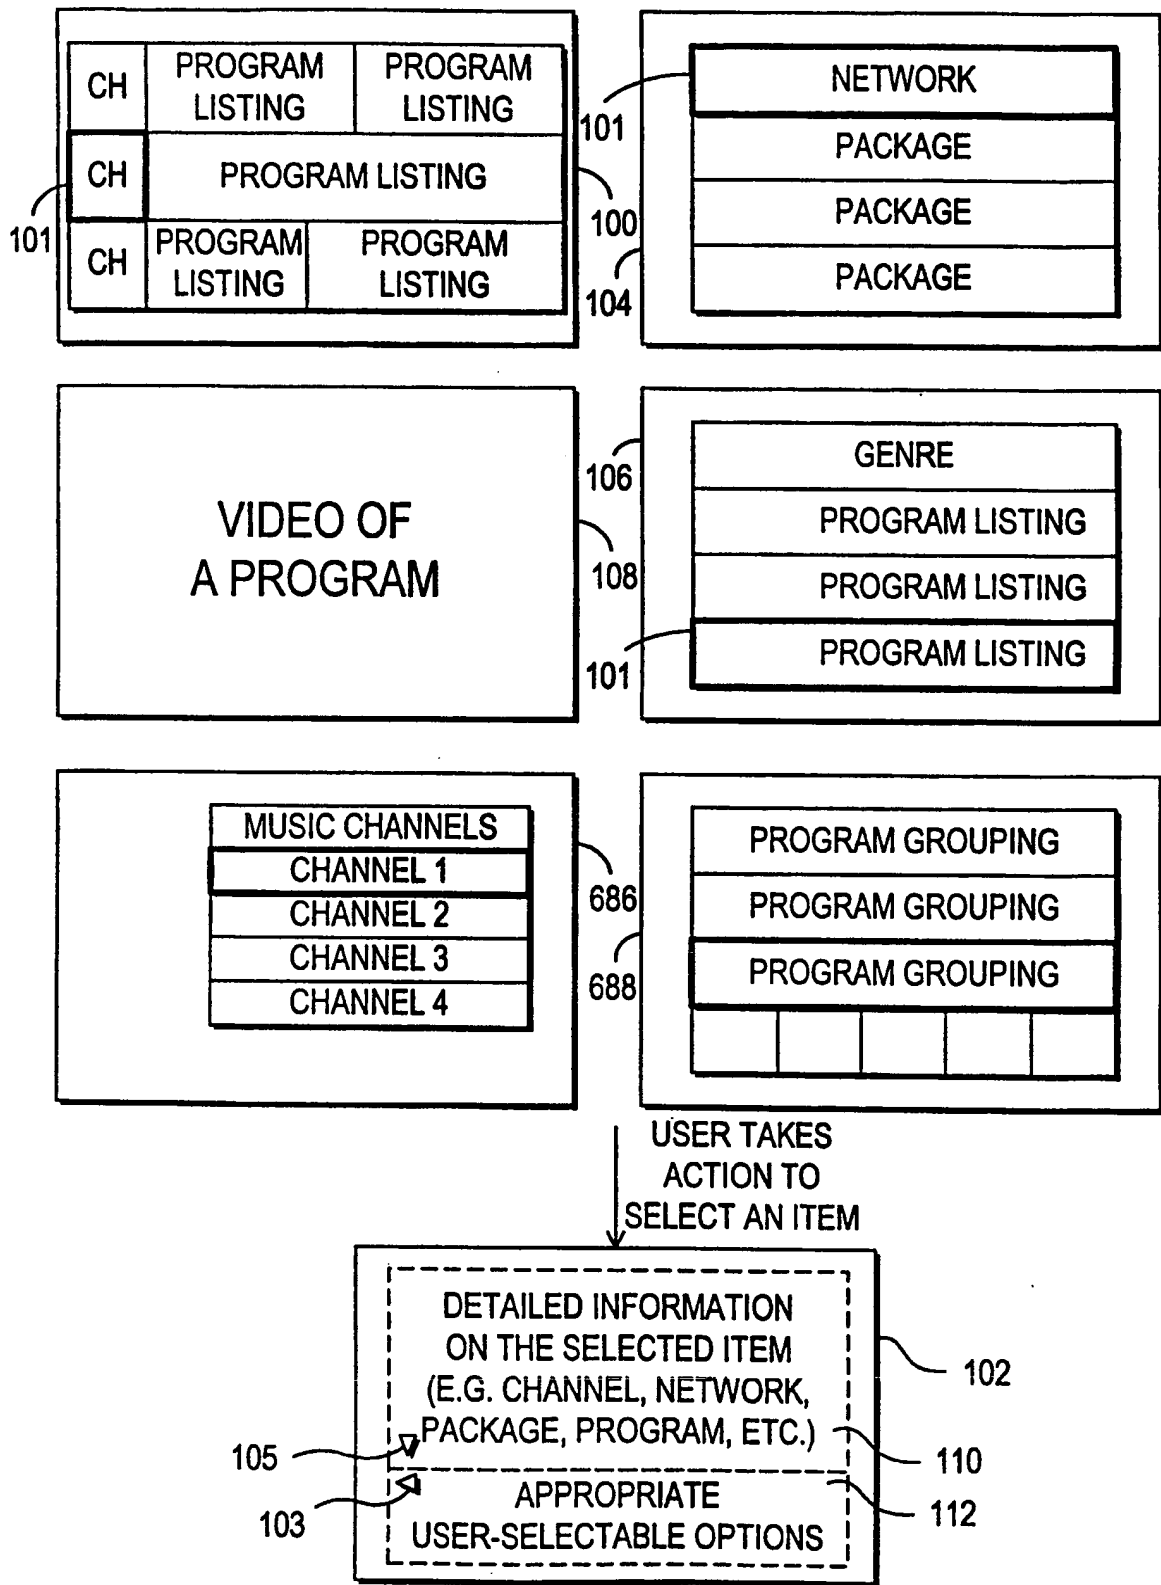 CH
PROGRAM
LISTING
PROGRAM
LISTING
CH
PROGRAM LISTING
CH
PROGRAM
LISTING
PROGRAM
LISTING
101
100
NETWORK
PACKAGE
PACKAGE
PACKAGE
101
104
VIDEO OF
A PROGRAM
108
GENRE
PROGRAM LISTING
PROGRAM LISTING
PROGRAM LISTING
106
101
MUSIC CHANNELS
CHANNEL 1
CHANNEL 2
CHANNEL 3
CHANNEL 4
686
PROGRAM GROUPING
PROGRAM GROUPING
PROGRAM GROUPING
688
USER TAKES
ACTION TO
SELECT AN ITEM
DETAILED INFORMATION
ON THE SELECTED ITEM
(E.G. CHANNEL, NETWORK,
PACKAGE, PROGRAM, ETC.)
102
105
110
APPROPRIATE
USER-SELECTABLE OPTIONS
103
112